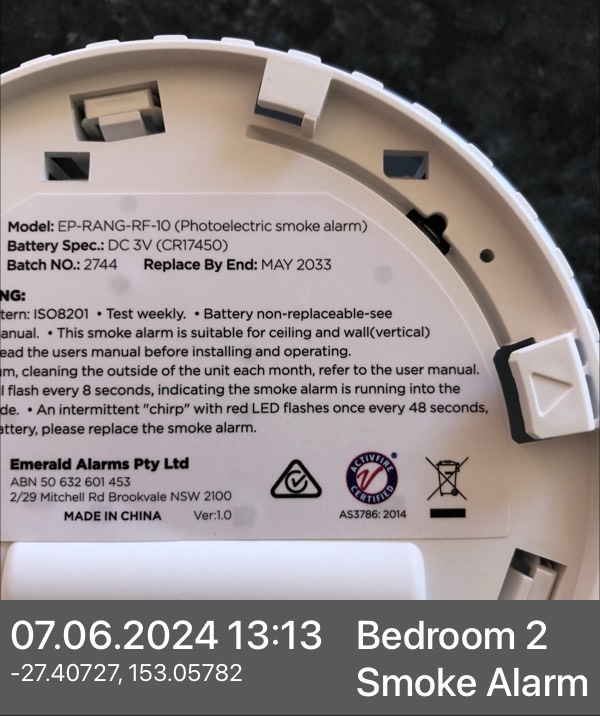 Model: EP-RANG-RF-10 (Photoelectric smoke alarm)
Battery Spec.: DC 3V (CR17450)
Batch NO.: 2744 Replace By End: MAY 2033
NG:
tern: ISO8201 • Test weekly. • Battery non-replaceable-see
anual. • This smoke alarm is suitable for ceiling and wall(vertical)
ead the users manual before installing and operating.
m, cleaning the outside of the unit each month, refer to the user manual.
l flash every 8 seconds, indicating the smoke alarm is running into the
de. • An intermittent "chirp" with red LED flashes once every 48 seconds,
attery, please replace the smoke alarm.
Emerald Alarms Pty Ltd
ABN 50 632 601 453
2/29 Mitchell Rd Brookvale NSW 2100
MADE IN CHINA Ver:1.0
ACTIVFIRE
®
CERTIFIED
AS3786: 2014
07.06.2024 13:13
-27.40727, 153.05782
Bedroom 2
Smoke Alarm